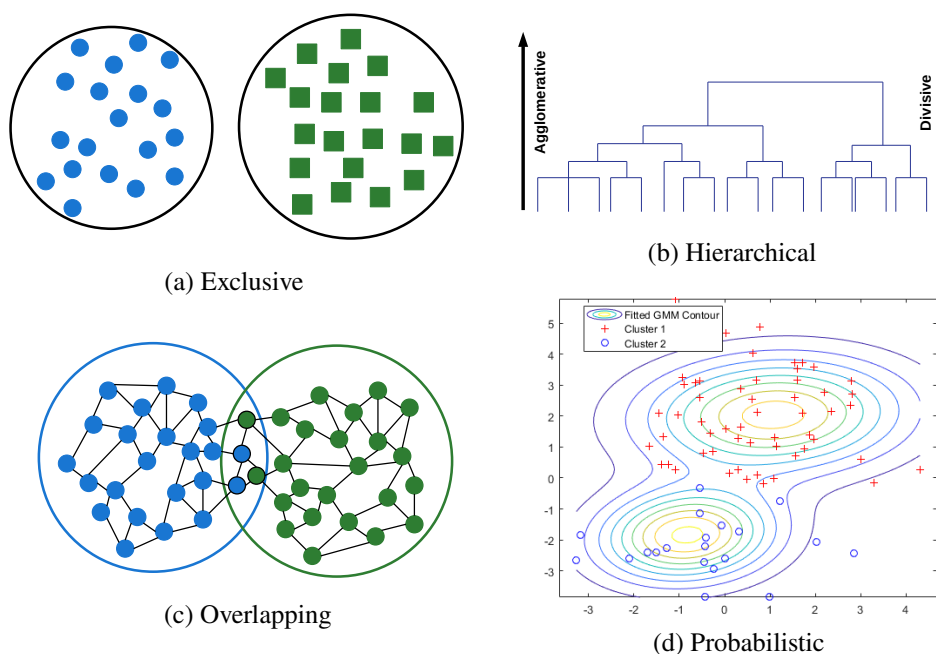 Agglomerative
Divisive
(a) Exclusive
(b) Hierarchical
Fitted GMM Contour
Cluster 1
Cluster 2
5
4
3
2
1
0
-1
-2
-3
-3
-2
-1
0
1
2
3
4
(c) Overlapping
(d) Probabilistic